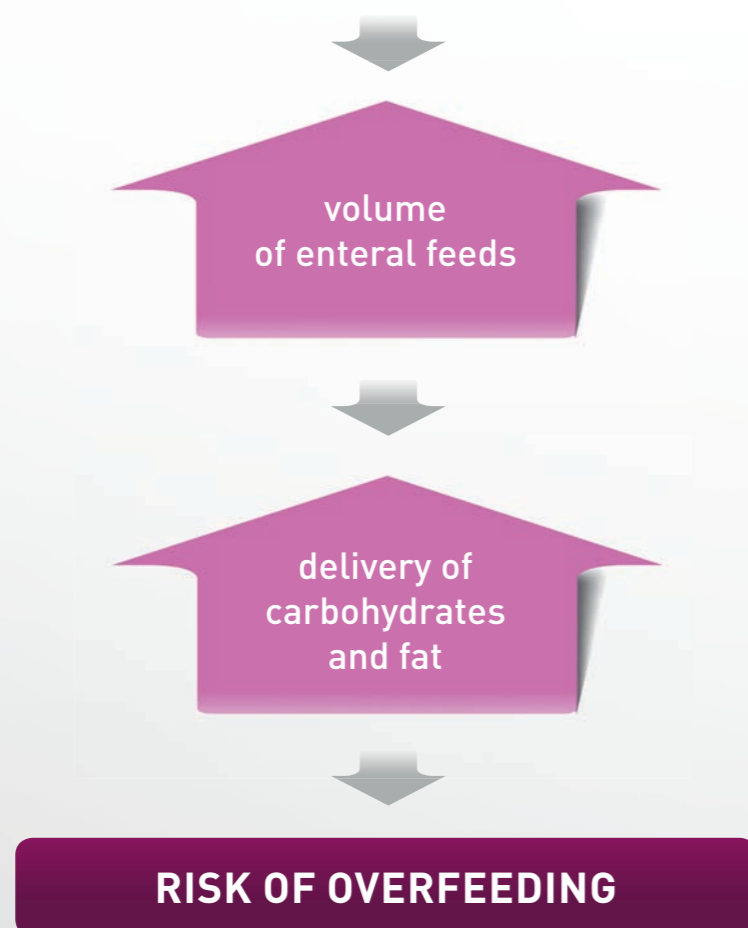 volume
of enteral feeds
delivery of
carbohydrates
and fat
RISK OF OVERFEEDING